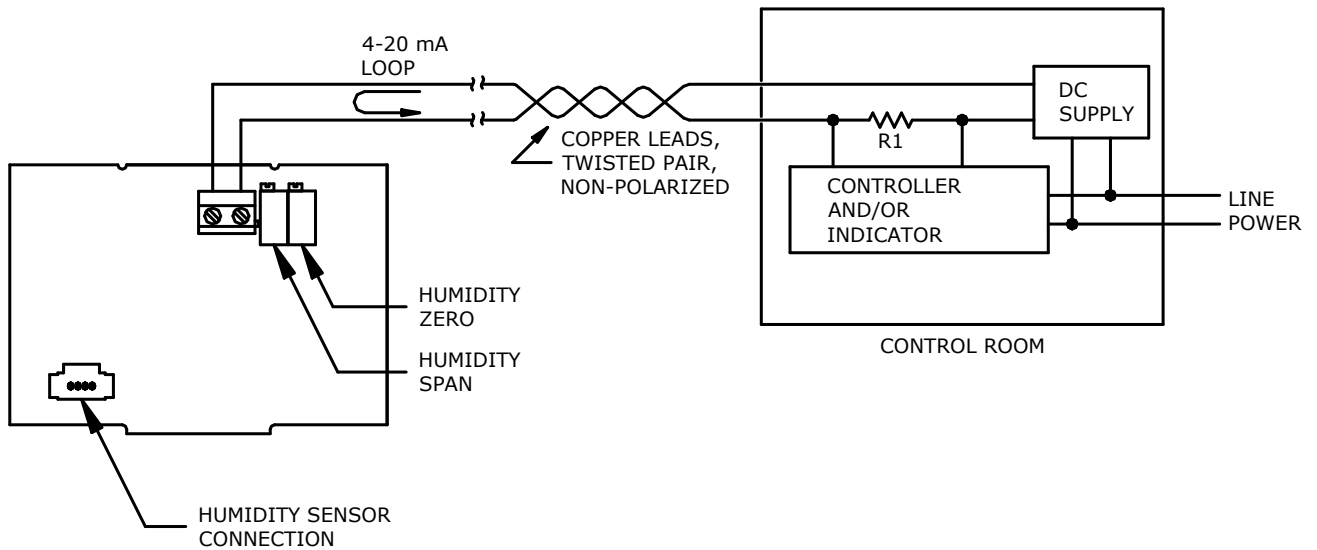 4-20 mA
LOOP
COPPER LEADS,
TWISTED PAIR,
NON-POLARIZED
DC
SUPPLY
R1
CONTROLLER
AND/OR
INDICATOR
LINE
POWER
CONTROL ROOM
HUMIDITY
ZERO
HUMIDITY
SPAN
HUMIDITY SENSOR
CONNECTION